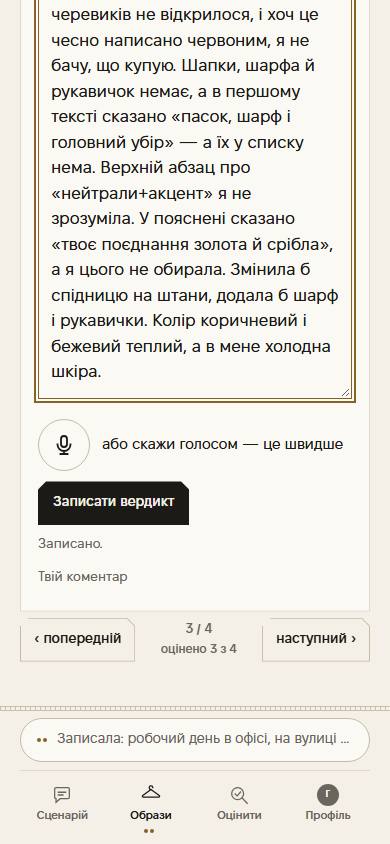 черевиків не відкрилося, і хоч це
чесно написано червоним, я не
бачу, що купую. Шапки, шарфа й
рукавичок немає, а в першому
тексті сказано «пасок, шарф і
головний убір» — а їх у списку
нема. Верхній абзац про
«нейтрали+акцент» я не
зрозуміла. У пояснені сказано
«твоє поєднання золота й срібла»,
а я цього не обирала. Змінила б
спідницю на штани, додала б шарф
і рукавички. Колір коричневий і
бежевий теплий, а в мене холодна
шкіра.
або скажи голосом — це швидше
Записати вердикт
Записано.
Твій коментар
‹ попередній
3 / 4
оцінено 3 з 4
наступний ›
Записала: робочий день в офісі, на вулиці ...
Сценарій
Образи
Оцінити
Г
Профіль